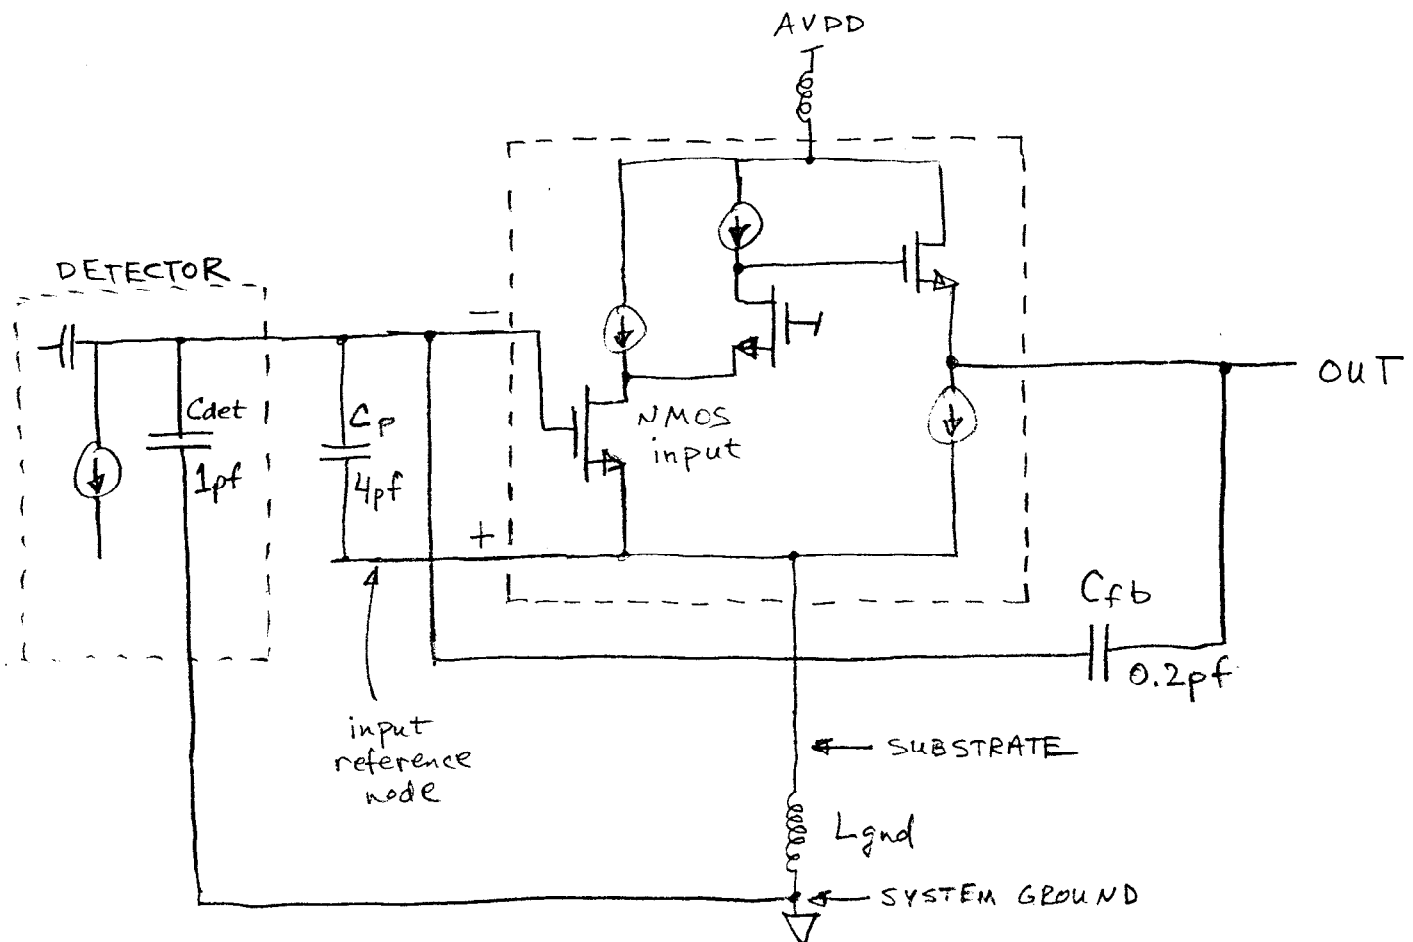 AVDD
DETECTOR
−
Cdet
1pf
Cp
4pf
NMOS
input
+
OUT
Cfb
0.2pf
input
reference
node
SUBSTRATE
Lgnd
SYSTEM GROUND